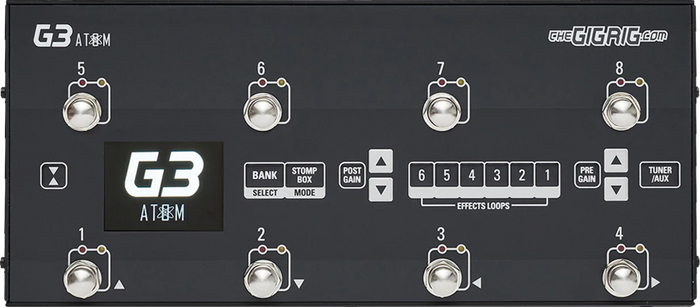 G3 ATOM
THEGIGRIG.COM
5 6 7 8
G3
ATOM
BANK
SELECT
STOMP
BOX
MODE
POST
GAIN
6 5 4 3 2 1
EFFECTS LOOPS
PRE
GAIN
TUNER
/AUX
1 2 3 4